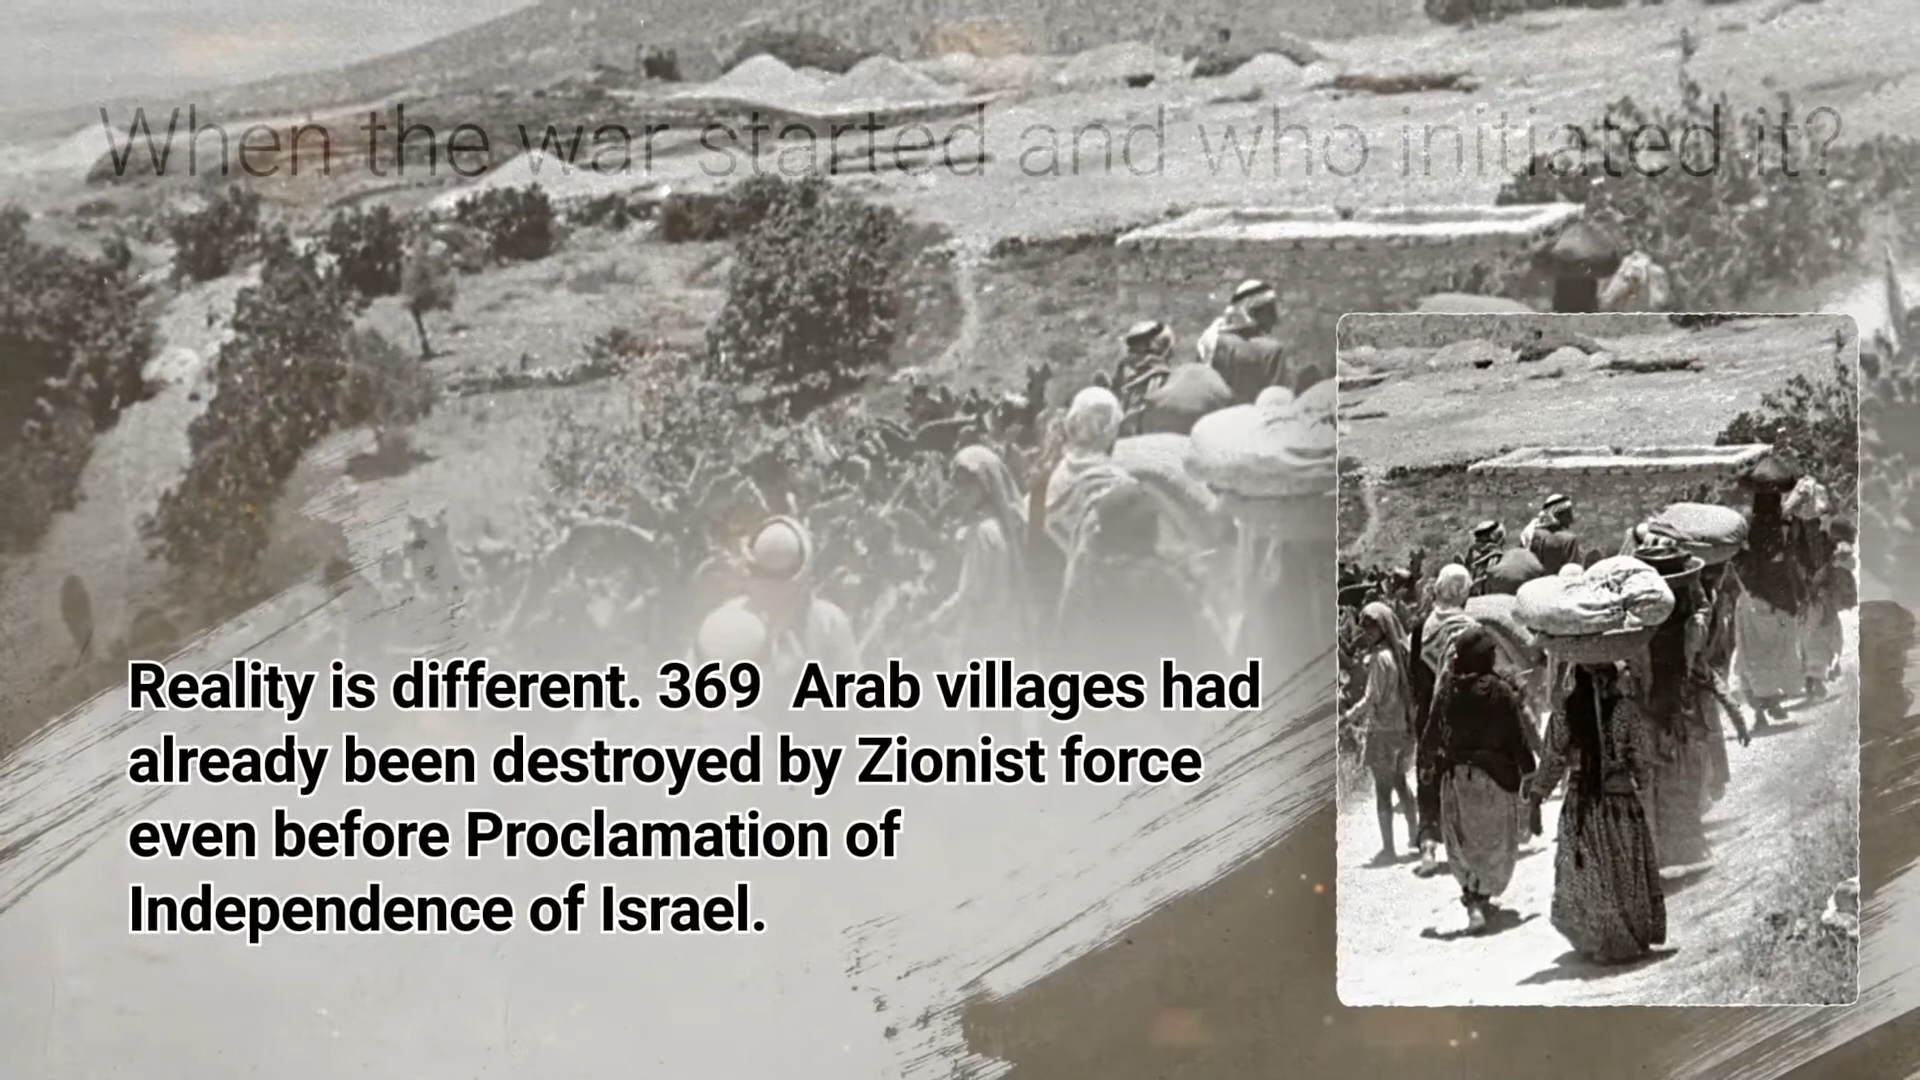 When the war started and who initiated it?
Reality is different. 369  Arab villages had
already been destroyed by Zionist force
even before Proclamation of
Independence of Israel.